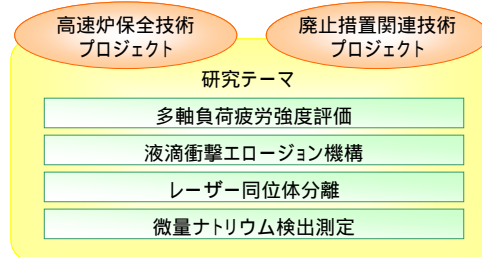 高速炉保全技術
プロジェクト
廃止措置関連技術
プロジェクト
研究テーマ
多軸負荷疲労強度評価
液滴衝撃エロージョン機構
レーザー同位体分離
微量ナトリウム検出測定